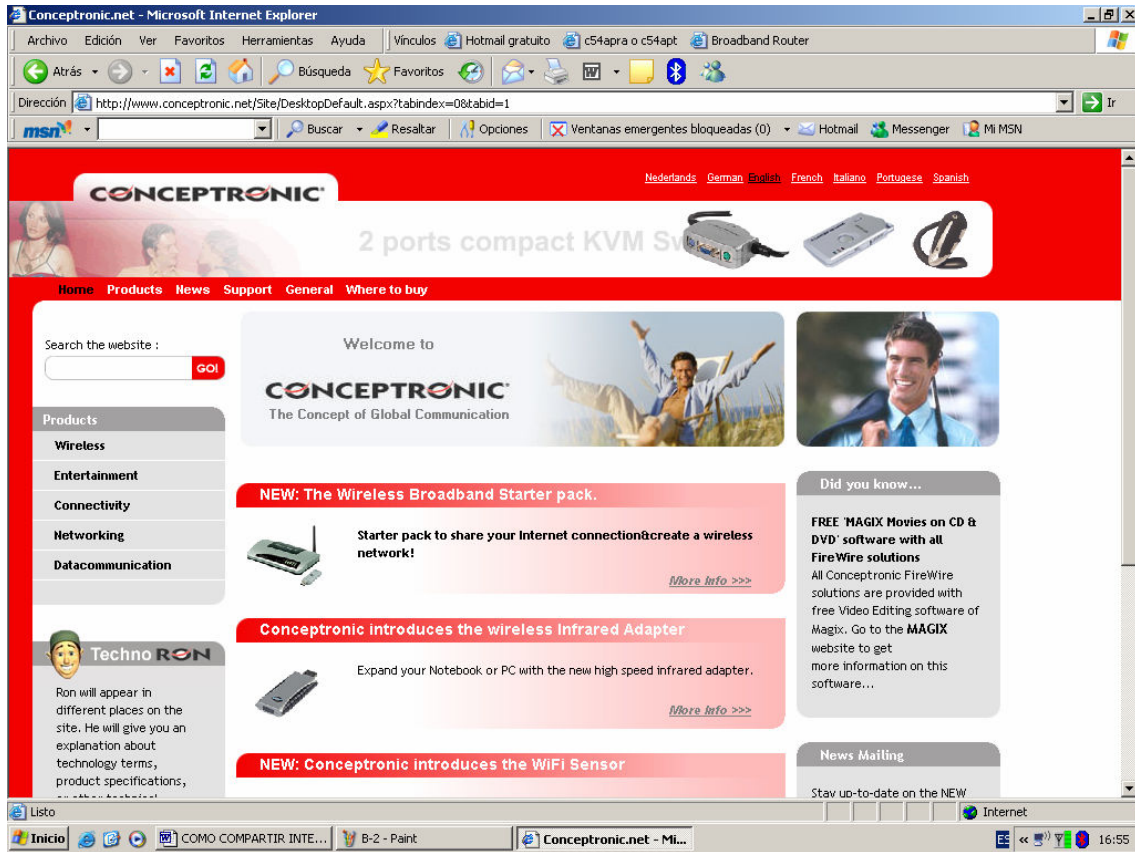 Conceptronic.net - Microsoft Internet Explorer
Archivo Edición Ver Favoritos Herramientas Ayuda Vínculos Hotmail gratuito c54apra o c54apt Broadband Router
Atrás Búsqueda Favoritos
Dirección http://www.conceptronic.net/Site/DesktopDefault.aspx?tabindex=0&tabid=1 Ir
msn Buscar Resaltar Opciones Ventanas emergentes bloqueadas (0) Hotmail Messenger Mi MSN
Nederlands German English French Italiano Portugese Spanish
CONCEPTRONIC
2 ports compact KVM Sw
Home Products News Support General Where to buy
Search the website :
GO!
Products
Wireless
Entertainment
Connectivity
Networking
Datacommunication
Techno RON
Ron will appear in
different places on the
site. He will give you an
explanation about
technology terms,
product specifications,
or other technical
Welcome to
CONCEPTRONIC
The Concept of Global Communication
NEW: The Wireless Broadband Starter pack.
Starter pack to share your Internet connection&create a wireless
network!
More Info >>>
Conceptronic introduces the wireless Infrared Adapter
Expand your Notebook or PC with the new high speed infrared adapter.
More Info >>>
NEW: Conceptronic introduces the WiFi Sensor
Did you know...
FREE 'MAGIX Movies on CD &
DVD' software with all
FireWire solutions
All Conceptronic FireWire
solutions are provided with
free Video Editing software of
Magix. Go to the MAGIX
website to get
more information on this
software...
News Mailing
Stay up-to-date on the NEW
Listo Internet
Inicio COMO COMPARTIR INTE... B-2 - Paint Conceptronic.net - Mi... ES 16:55